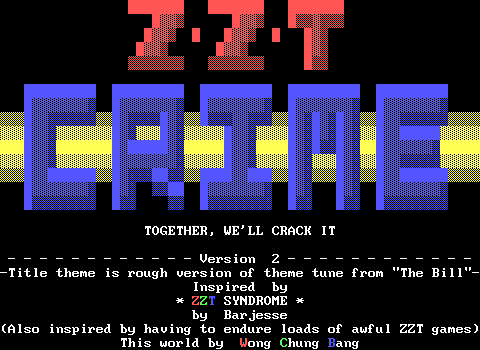 Z.Z.T
CRIME
TOGETHER, WE'LL CRACK IT
- - - - - - - - - - - - Version 2 - - - - - - - - - - - -
-Title theme is rough version of theme tune from "The Bill"-
Inspired by
* ZZT SYNDROME *
by Barjesse
(Also inspired by having to endure loads of awful ZZT games)
This world by Wong Chung Bang